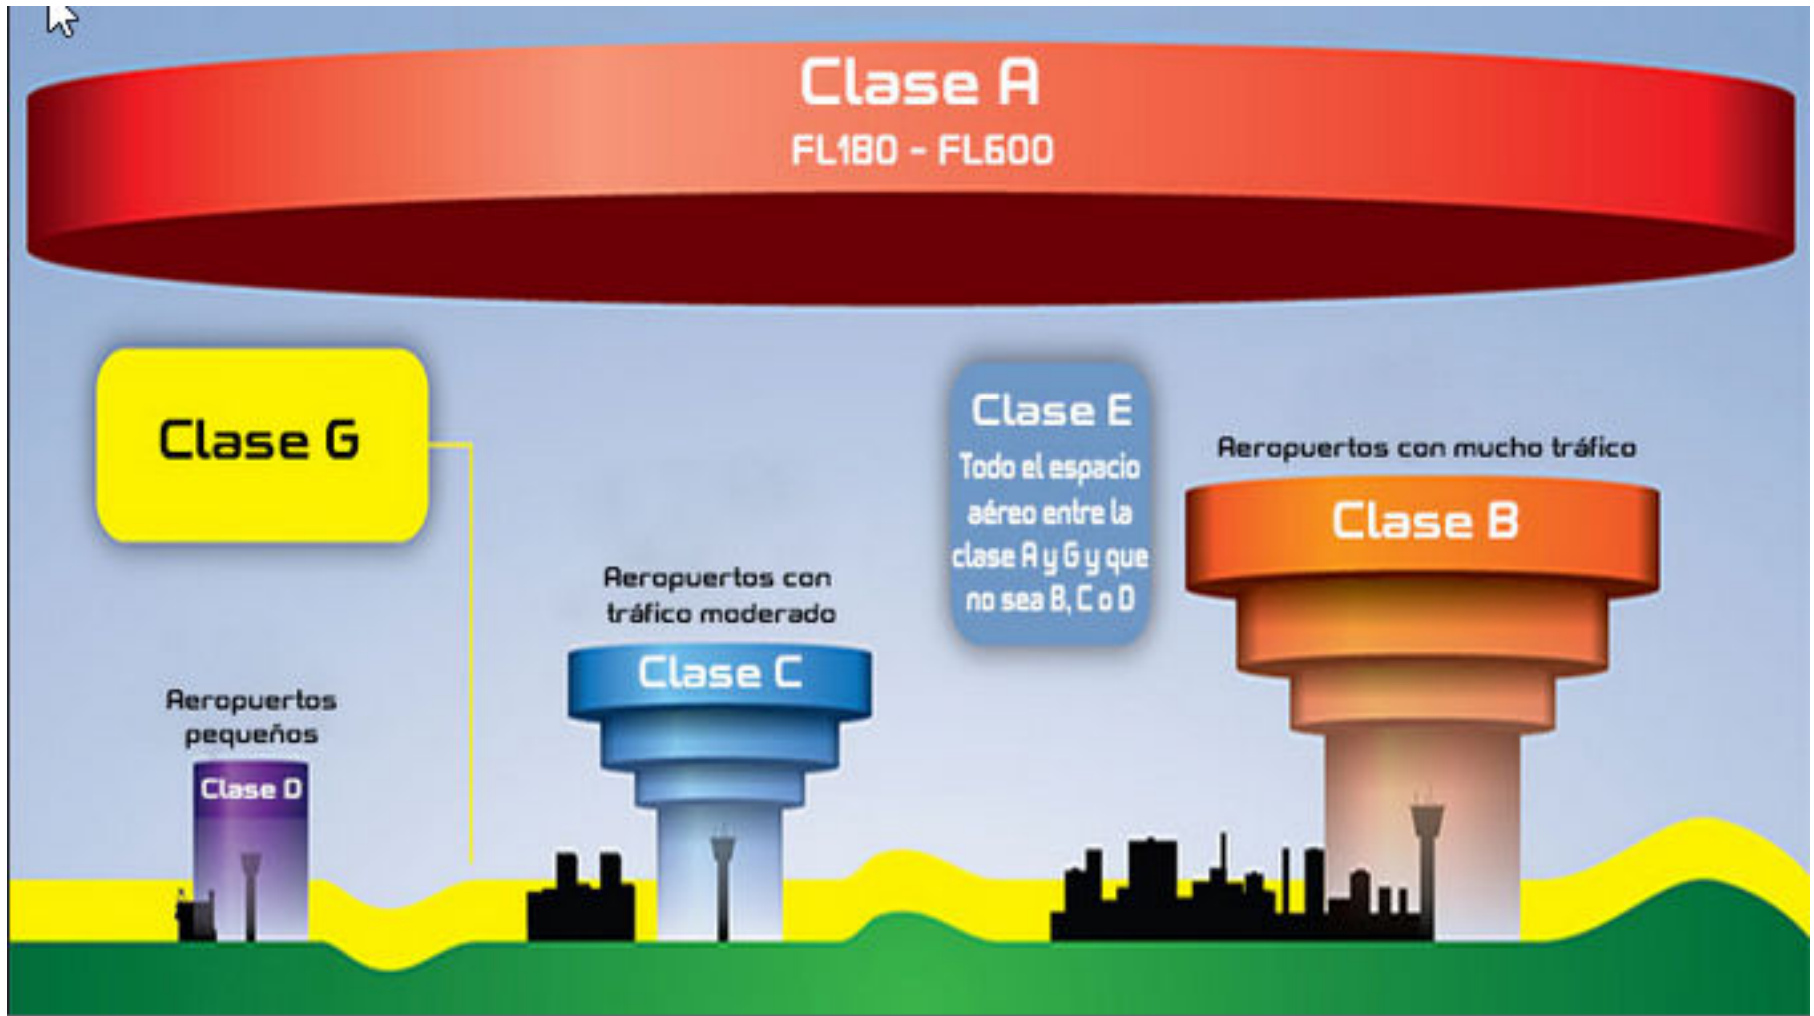 Clase A
FL180 - FL600
Clase G
Clase E
Todo el espacio
aéreo entre la
clase A y G y que
no sea B, C o D
Aeropuertos con mucho tráfico
Clase B
Aeropuertos con
tráfico moderado
Clase C
Aeropuertos
pequeños
Clase D